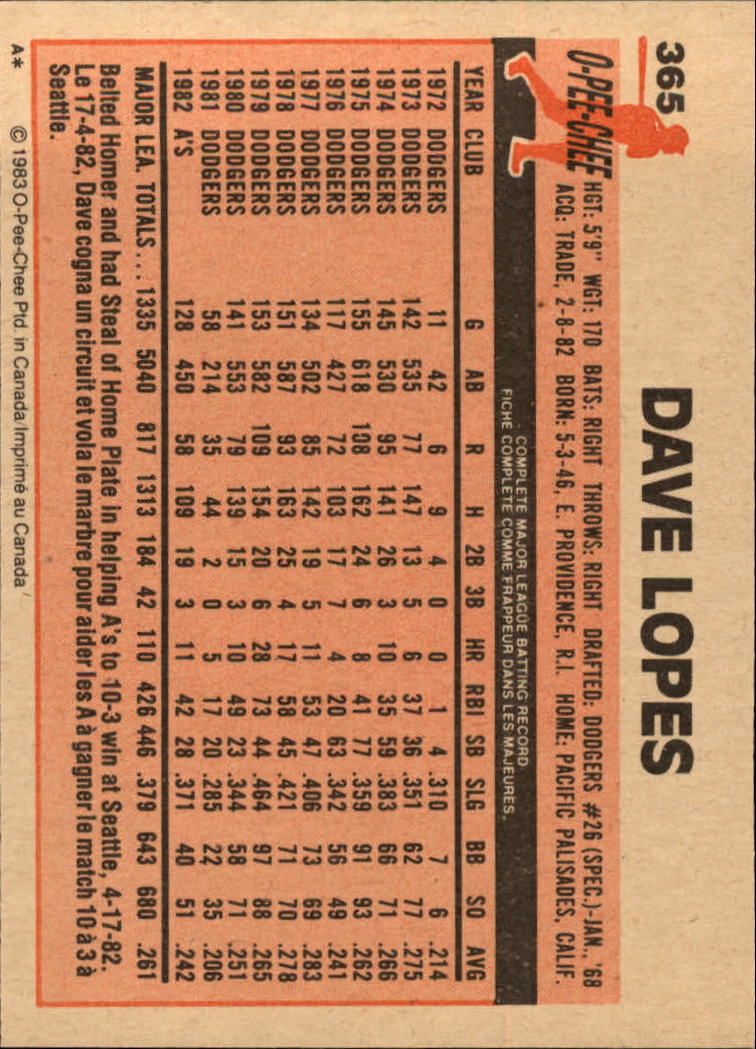 365
DAVE LOPES
O-PEE-CHEE
HGT: 5'9" WGT: 170 BATS: RIGHT THROWS: RIGHT DRAFTED: DODGERS #26 (SPEC.)-JAN., '68
ACQ: TRADE, 2-8-82 BORN: 5-3-46, E. PROVIDENCE, R.I. HOME: PACIFIC PALISADES, CALIF.
COMPLETE MAJOR LEAGUE BATTING RECORD
FICHE COMPLETE COMME FRAPPEUR DANS LES MAJEURES.
YEAR CLUB G AB R H 2B 3B HR RBI SB SLG BB SO AVG
1972 DODGERS 11 42 6 9 4 0 0 1 4 .310 7 6 .214
1973 DODGERS 142 535 77 147 13 5 6 37 36 .351 62 77 .275
1974 DODGERS 145 530 95 141 26 3 10 35 59 .383 66 71 .266
1975 DODGERS 155 618 108 162 24 6 8 41 77 .359 91 93 .262
1976 DODGERS 117 427 72 103 17 7 4 20 63 .342 56 49 .241
1977 DODGERS 134 502 85 142 19 5 11 53 47 .406 73 69 .283
1978 DODGERS 151 587 93 163 25 4 17 58 45 .421 71 70 .278
1979 DODGERS 153 582 109 154 20 6 28 73 44 .464 97 88 .265
1980 DODGERS 141 553 79 139 15 3 10 49 23 .344 58 71 .251
1981 DODGERS 58 214 35 44 2 0 5 17 20 .285 22 35 .206
1982 A'S 128 450 58 109 19 3 11 42 28 .371 40 51 .242
MAJOR LEA. TOTALS... 1335 5040 817 1313 184 42 110 426 446 .379 643 680 .261
Belted Homer and had Steal of Home Plate in helping A's to 10-3 win at Seattle, 4-17-82.
Le 17-4-82, Dave cogna un circuit et vola le marbre pour aider les A à gagner le match 10 à 3 à
Seattle.
A* © 1983 O-Pee-Chee Ptd. in Canada/Imprimé au Canada